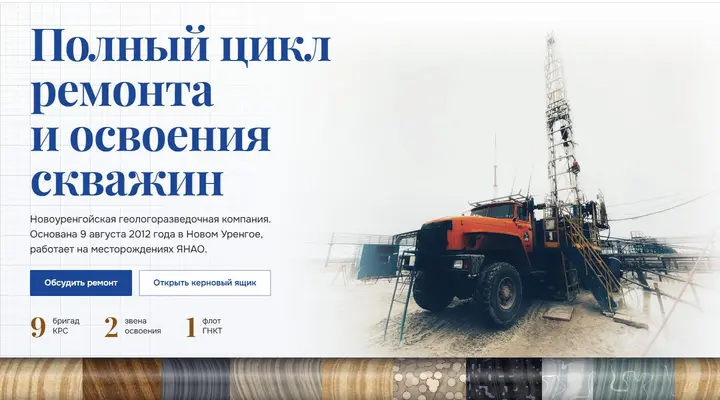 Полный цикл
ремонта
и освоения
скважин
Новоуренгойская геологоразведочная компания.
Основана 9 августа 2012 года в Новом Уренгое,
работает на месторождениях ЯНАО.
Обсудить ремонт
Открыть керновый ящик
9 бригад КРС
2 звена освоения
1 флот ГНКТ